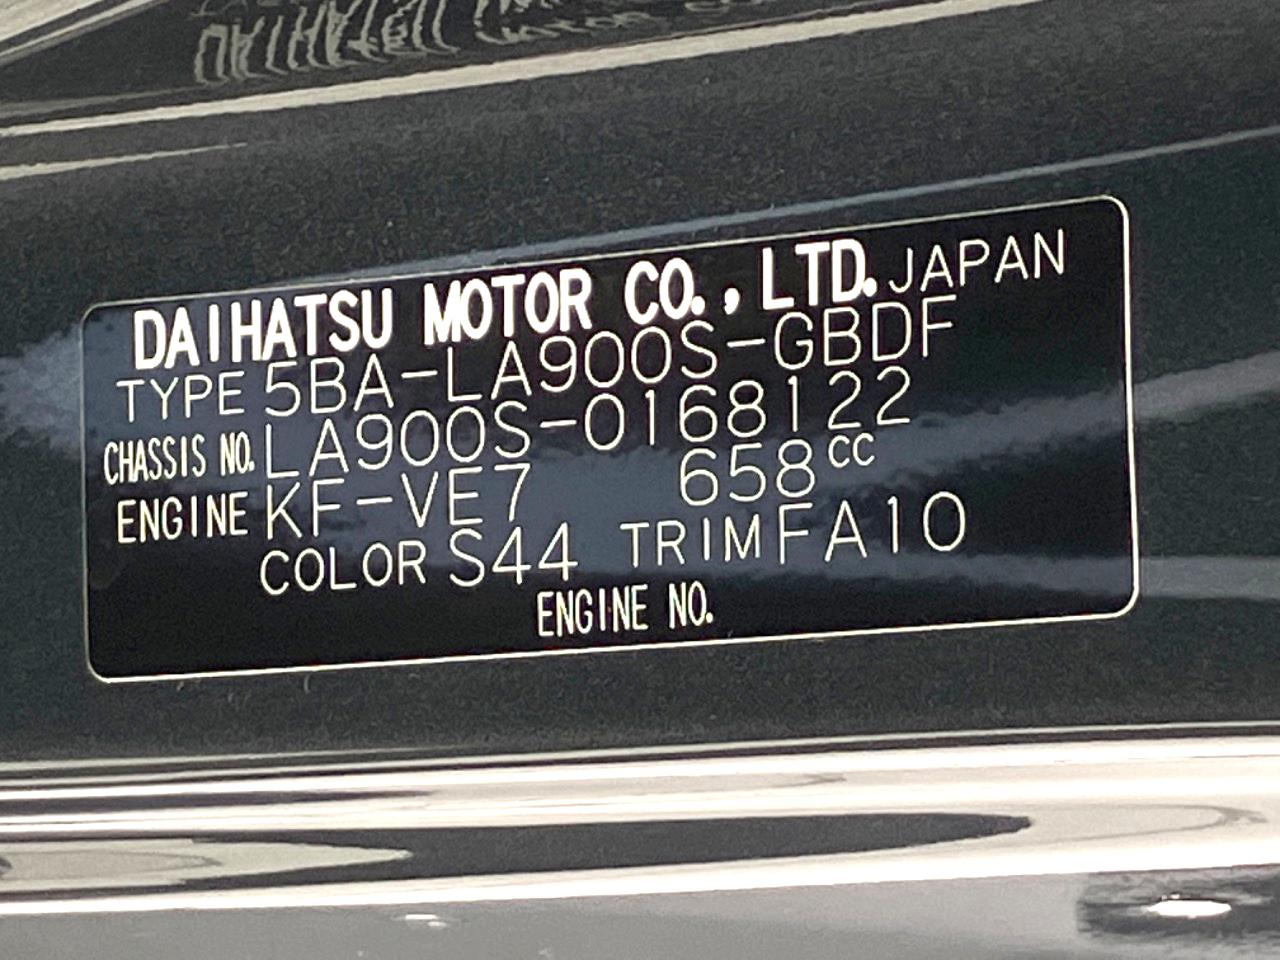 DAIHATSU MOTOR CO., LTD. JAPAN
TYPE 5BA-LA900S-GBDF
CHASSIS NO. LA900S-0168122
ENGINE KF-VE7 658CC
COLOR S44 TRIM FA10
ENGINE NO.